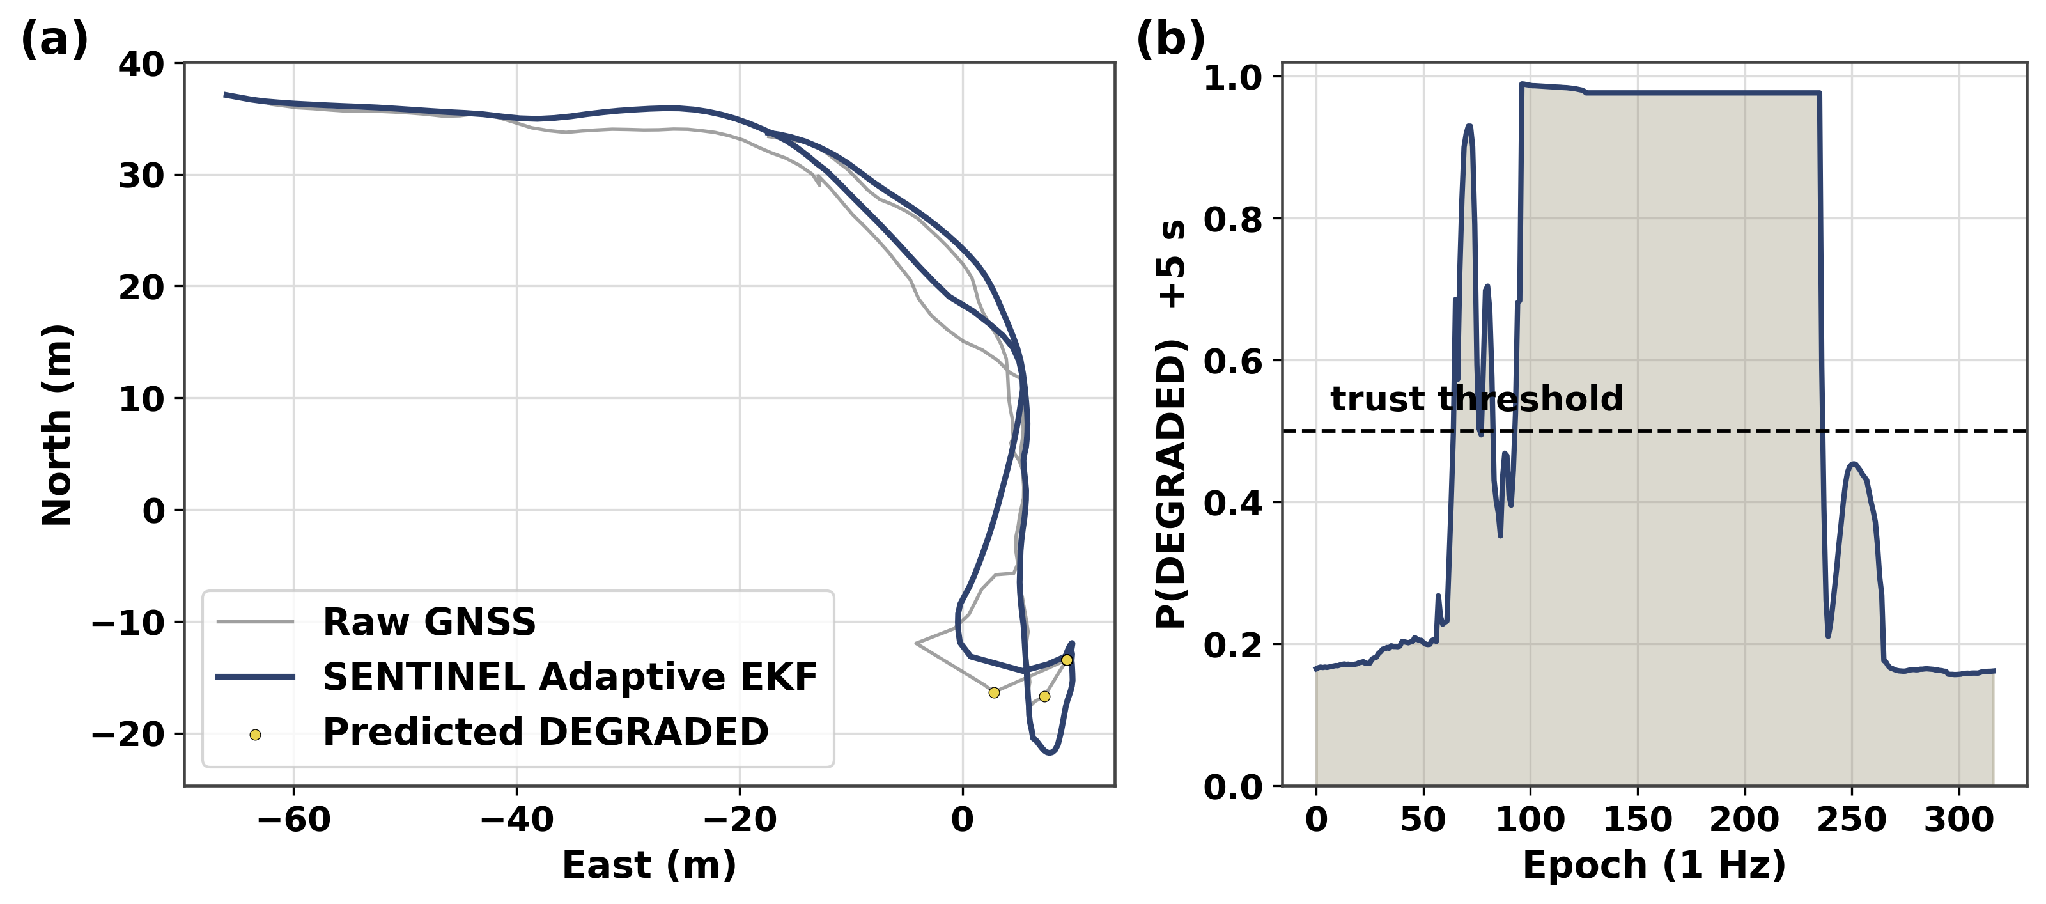 (a)
40
30
20
10
0
−10
−20
North (m)
−60 −40 −20 0
East (m)
Raw GNSS
SENTINEL Adaptive EKF
Predicted DEGRADED
(b)
1.0
0.8
0.6
0.4
0.2
0.0
P(DEGRADED) +5 s
trust threshold
0 50 100 150 200 250 300
Epoch (1 Hz)